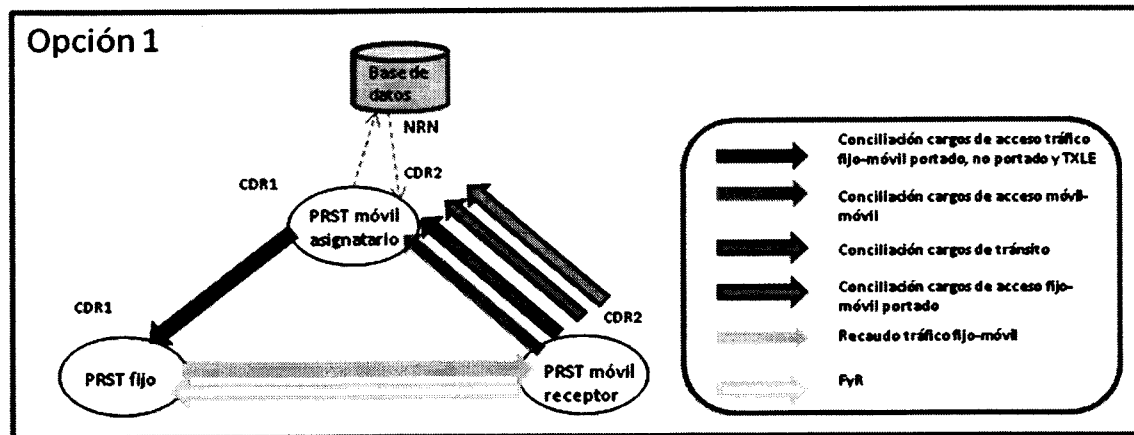 Opción 1
Base de
datos
NRN
CDR1
CDR2
PRST móvil
asignatario
CDR1
CDR2
PRST fijo
PRST móvil
receptor
Conciliación cargos de acceso tráfico
fijo-móvil portado, no portado y TXLE
Conciliación cargos de acceso móvil-
móvil
Conciliación cargos de tránsito
Conciliación cargos de acceso fijo-
móvil portado
Recaudo tráfico fijo-móvil
FyR